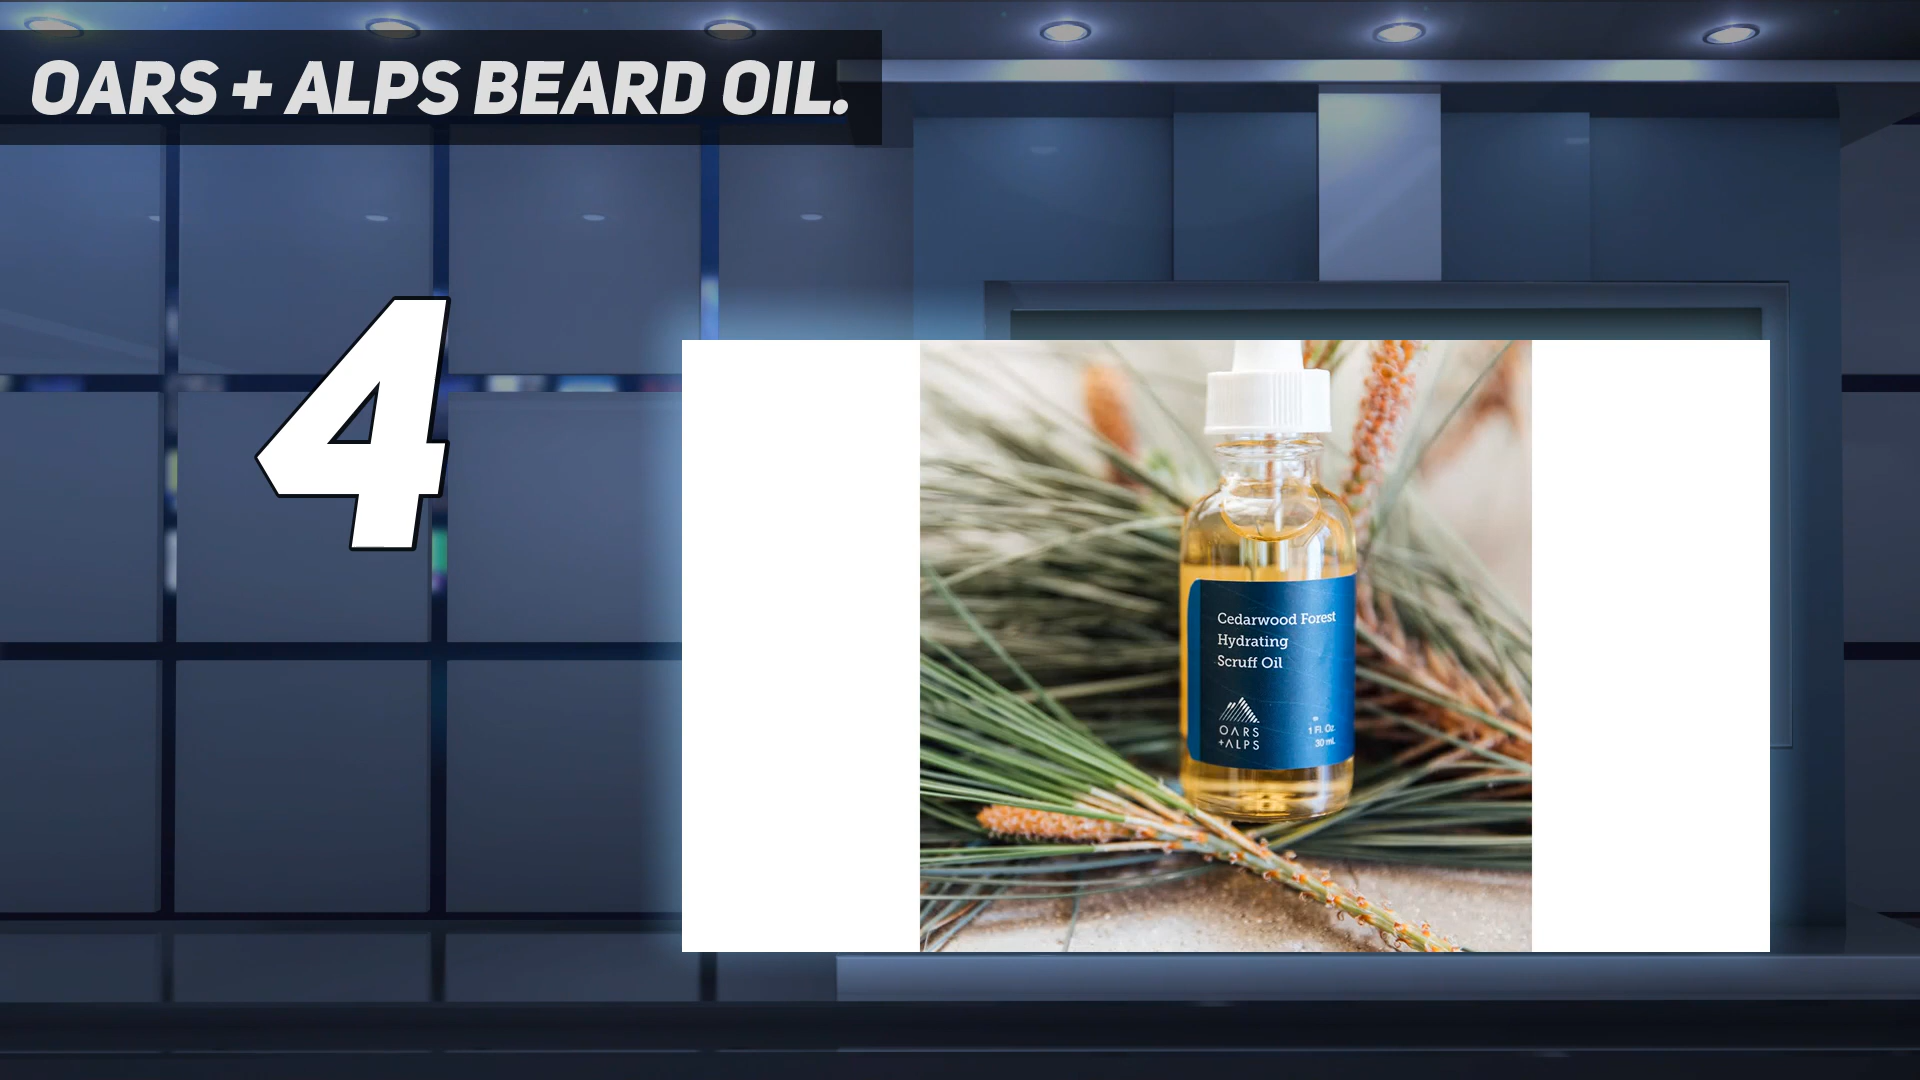 OARS + ALPS BEARD OIL.
4
Cedarwood Forest
Hydrating
Scruff Oil
OARS
+ALPS
1 Fl. Oz.
30 mL